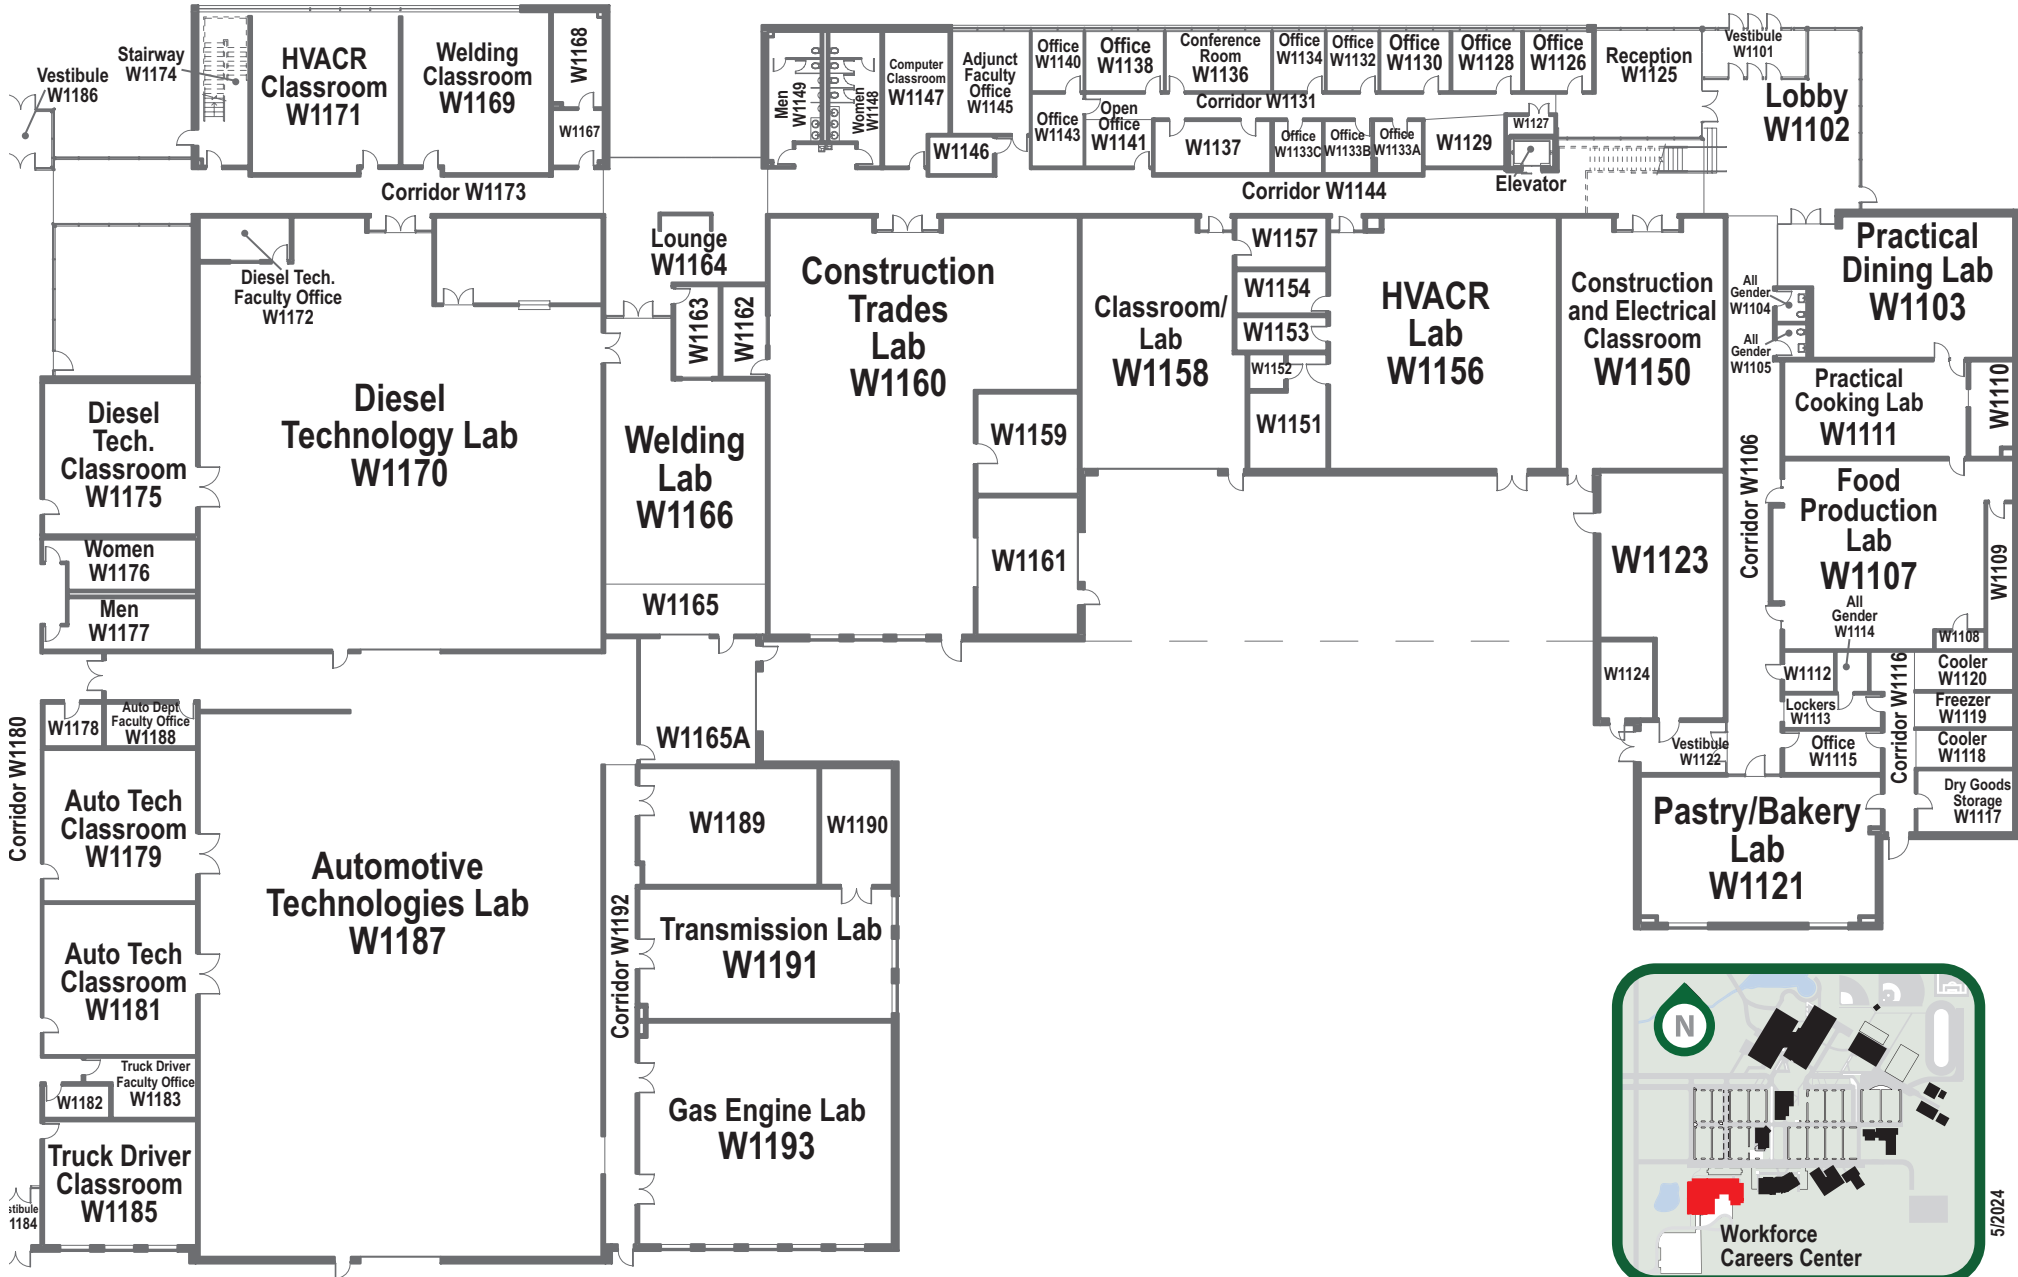 Vestibule
W1186
Stairway
W1174
HVACR
Classroom
W1171
Welding
Classroom
W1169
W1168
W1167
Corridor W1173
Men
W1149
Women
W1148
Computer
Classroom
W1147
Adjunct
Faculty
Office
W1145
W1146
Office
W1140
Office
W1138
Conference
Room
W1136
Office
W1134
Office
W1132
Office
W1130
Office
W1128
Office
W1126
Reception
W1125
Vestibule
W1101
Lobby
W1102
Corridor W1131
Office
W1143
Open
Office
W1141
W1137
Office
W1133C
Office
W1133B
Office
W1133A
W1129
W1127
Elevator
Corridor W1144
Diesel Tech.
Faculty Office
W1172
Lounge
W1164
W1163
W1162
Construction
Trades
Lab
W1160
Classroom/
Lab
W1158
W1157
W1154
W1153
W1152
W1151
HVACR
Lab
W1156
Construction
and Electrical
Classroom
W1150
All
Gender
W1104
All
Gender
W1105
Practical
Dining Lab
W1103
Practical
Cooking Lab
W1111
W1110
Diesel
Tech.
Classroom
W1175
Diesel
Technology Lab
W1170
Welding
Lab
W1166
W1159
W1161
W1165
Women
W1176
Men
W1177
W1123
W1124
Corridor W1106
Food
Production
Lab
W1107
W1109
All
Gender
W1114
W1108
W1112
Corridor W1116
Cooler
W1120
Freezer
W1119
Cooler
W1118
Lockers
W1113
Office
W1115
Vestibule
W1122
Dry Goods
Storage
W1117
Pastry/Bakery
Lab
W1121
Corridor W1180
W1178
Auto Dept
Faculty Office
W1188
W1165A
Auto Tech
Classroom
W1179
Auto Tech
Classroom
W1181
Automotive
Technologies Lab
W1187
Corridor W1192
W1189
W1190
Transmission Lab
W1191
Gas Engine Lab
W1193
Truck Driver
Faculty Office
W1183
W1182
Truck Driver
Classroom
W1185
stibule
1184
N
Workforce
Careers Center
5/2024